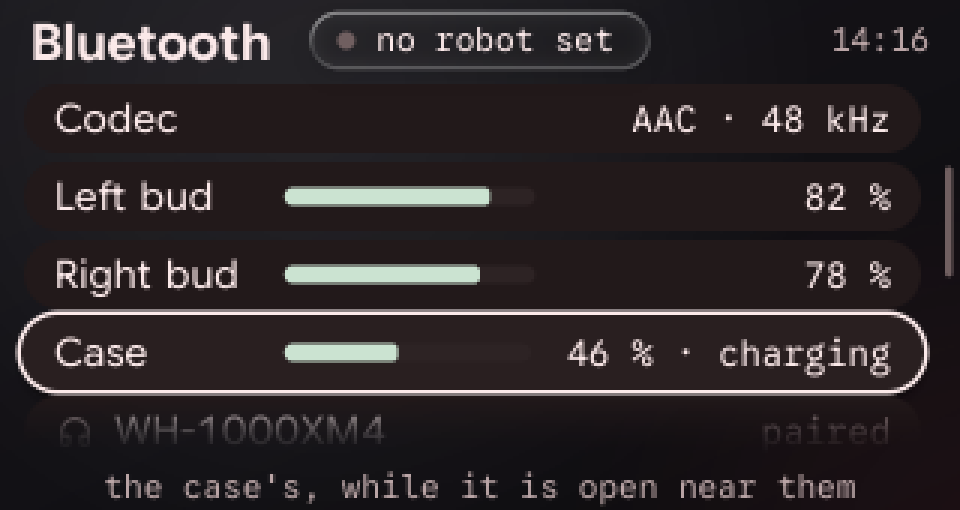 Bluetooth
no robot set
14:16
Codec
AAC · 48 kHz
Left bud
82 %
Right bud
78 %
Case
46 % · charging
WH-1000XM4
paired
the case's, while it is open near them